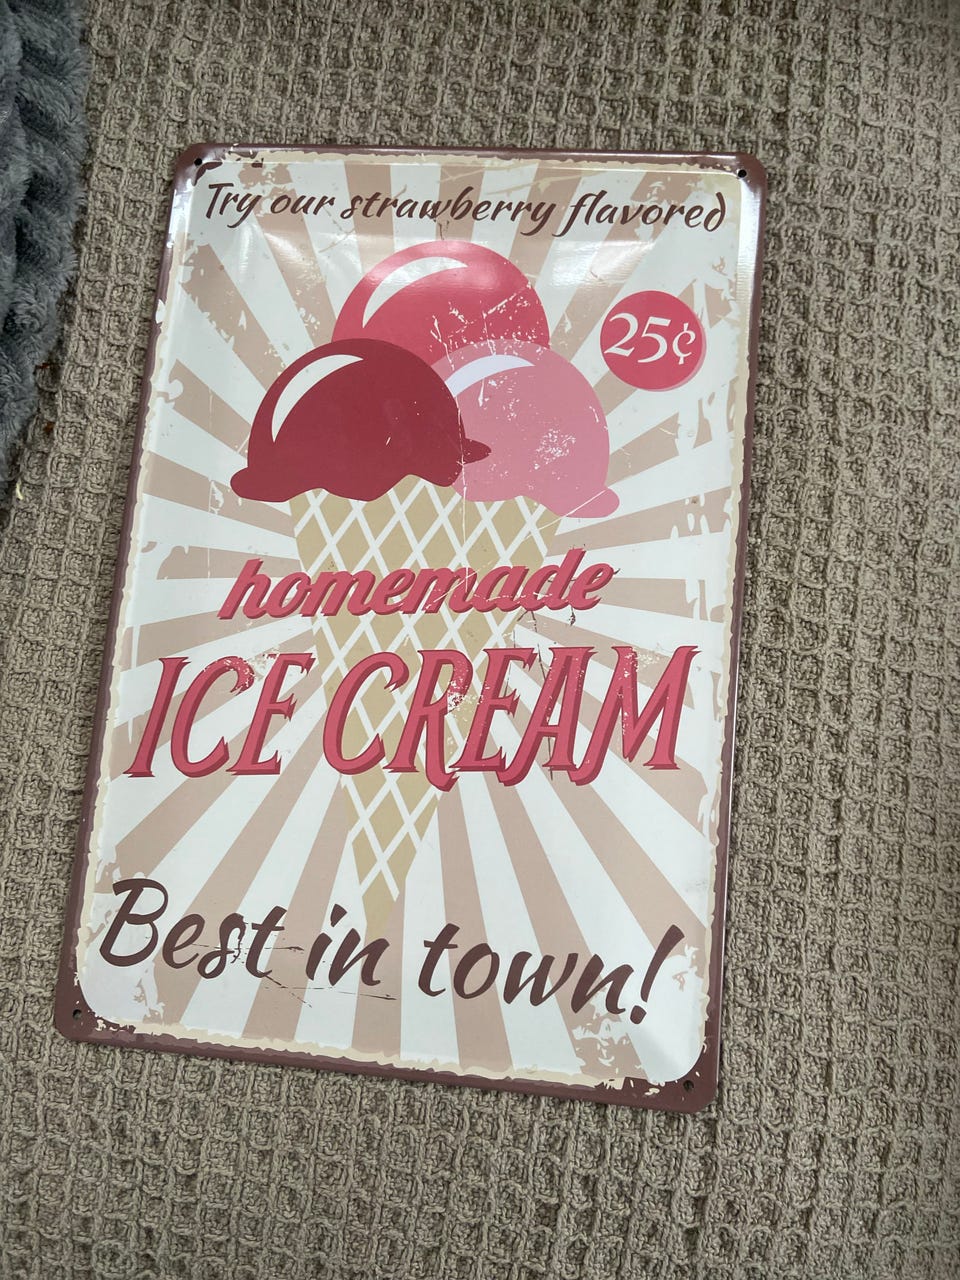 Try our strawberry flavored
25¢
homemade
ICE CREAM
Best in town!